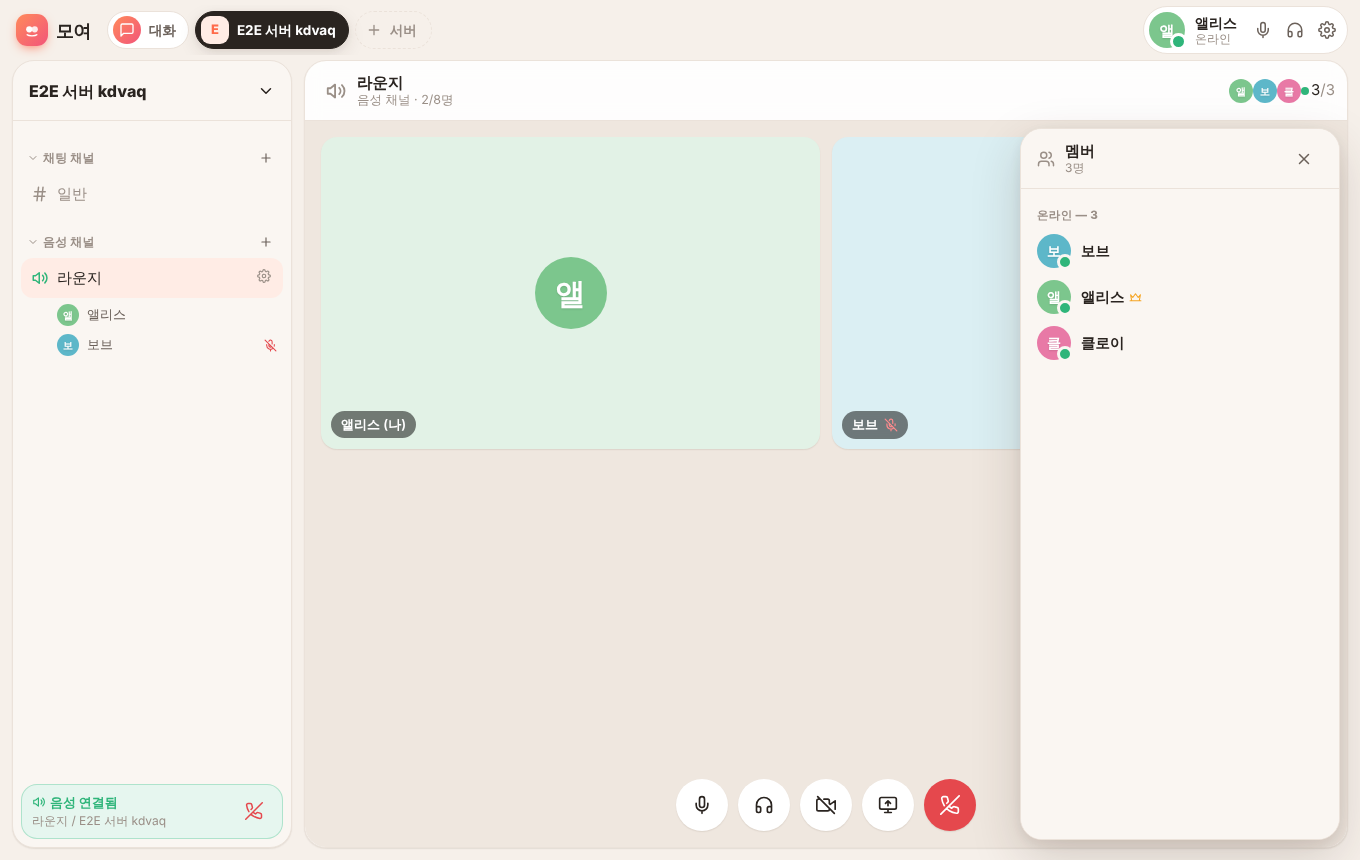 모여
대화
E
E2E 서버 kdvaq
서버
앨
앨리스
온라인
E2E 서버 kdvaq
채팅 채널
일반
음성 채널
라운지
앨
앨리스
보
보브
음성 연결됨
라운지 / E2E 서버 kdvaq
라운지
음성 채널 · 2/8명
앨
보
클
3/3
앨
앨리스 (나)
보브
멤버
3명
온라인 — 3
보
보브
앨
앨리스
클
클로이